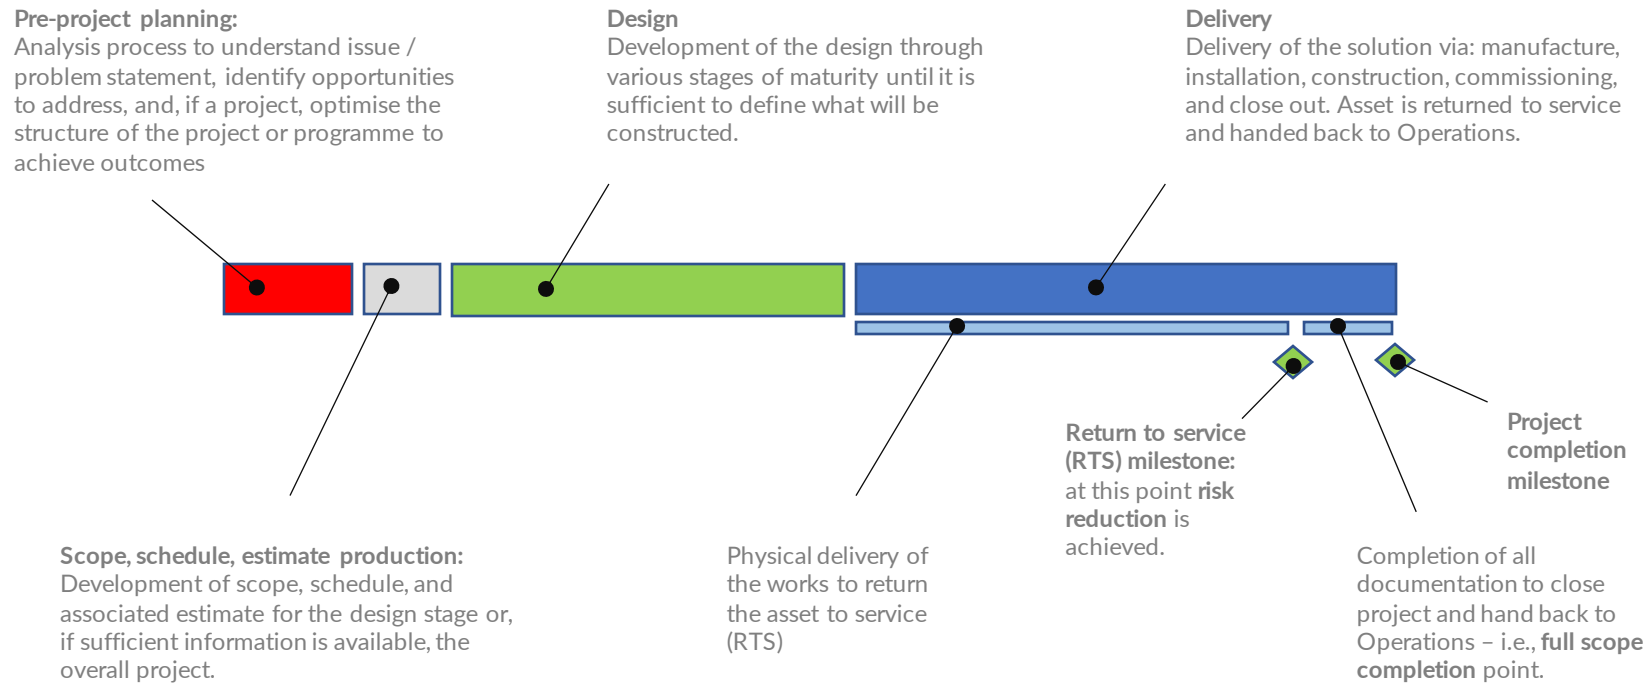 Pre-project planning:
Analysis process to understand issue /
problem statement, identify opportunities
to address, and, if a project, optimise the
structure of the project or programme to
achieve outcomes
Design
Development of the design through
various stages of maturity until it is
sufficient to define what will be
constructed.
Delivery
Delivery of the solution via: manufacture,
installation, construction, commissioning,
and close out. Asset is returned to service
and handed back to Operations.
Scope, schedule, estimate production:
Development of scope, schedule, and
associated estimate for the design stage or,
if sufficient information is available, the
overall project.
Physical delivery of
the works to return
the asset to service
(RTS)
Return to service
(RTS) milestone:
at this point risk
reduction is
achieved.
Project
completion
milestone
Completion of all
documentation to close
project and hand back to
Operations – i.e., full scope
completion point.